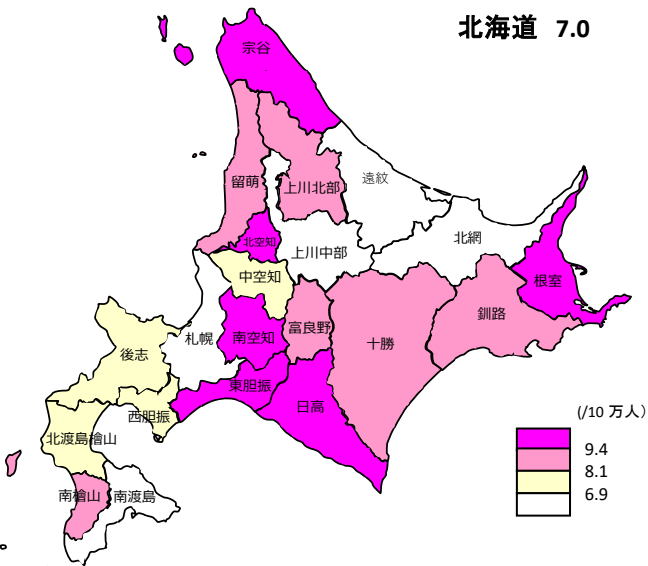 北海道 7.0
宗谷
留萌
上川北部
遠紋
北空知
上川中部
北網
中空知
根室
釧路
富良野
南空知
札幌
十勝
後志
東胆振
日高
西胆振
北渡島檜山
南檜山
南渡島
(/10 万人)
9.4
8.1
6.9